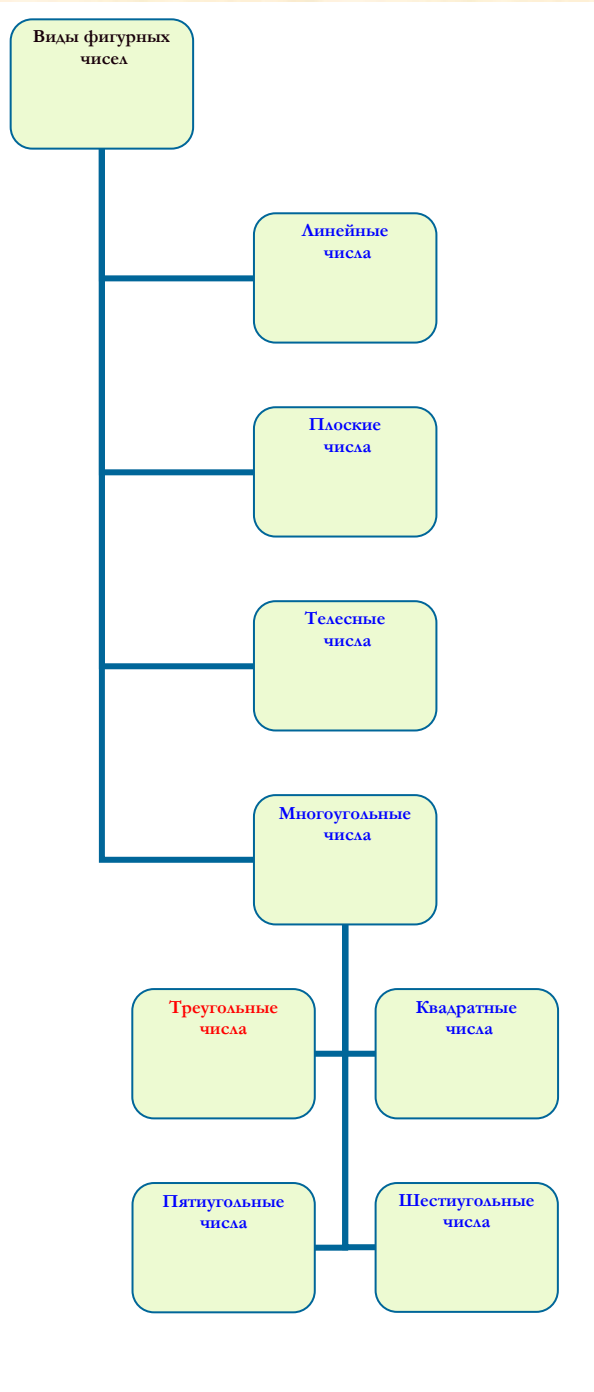 Виды фигурных
чисел
Линейные
числа
Плоские
числа
Телесные
числа
Многоугольные
числа
Треугольные
числа
Квадратные
числа
Пятиугольные
числа
Шестиугольные
числа